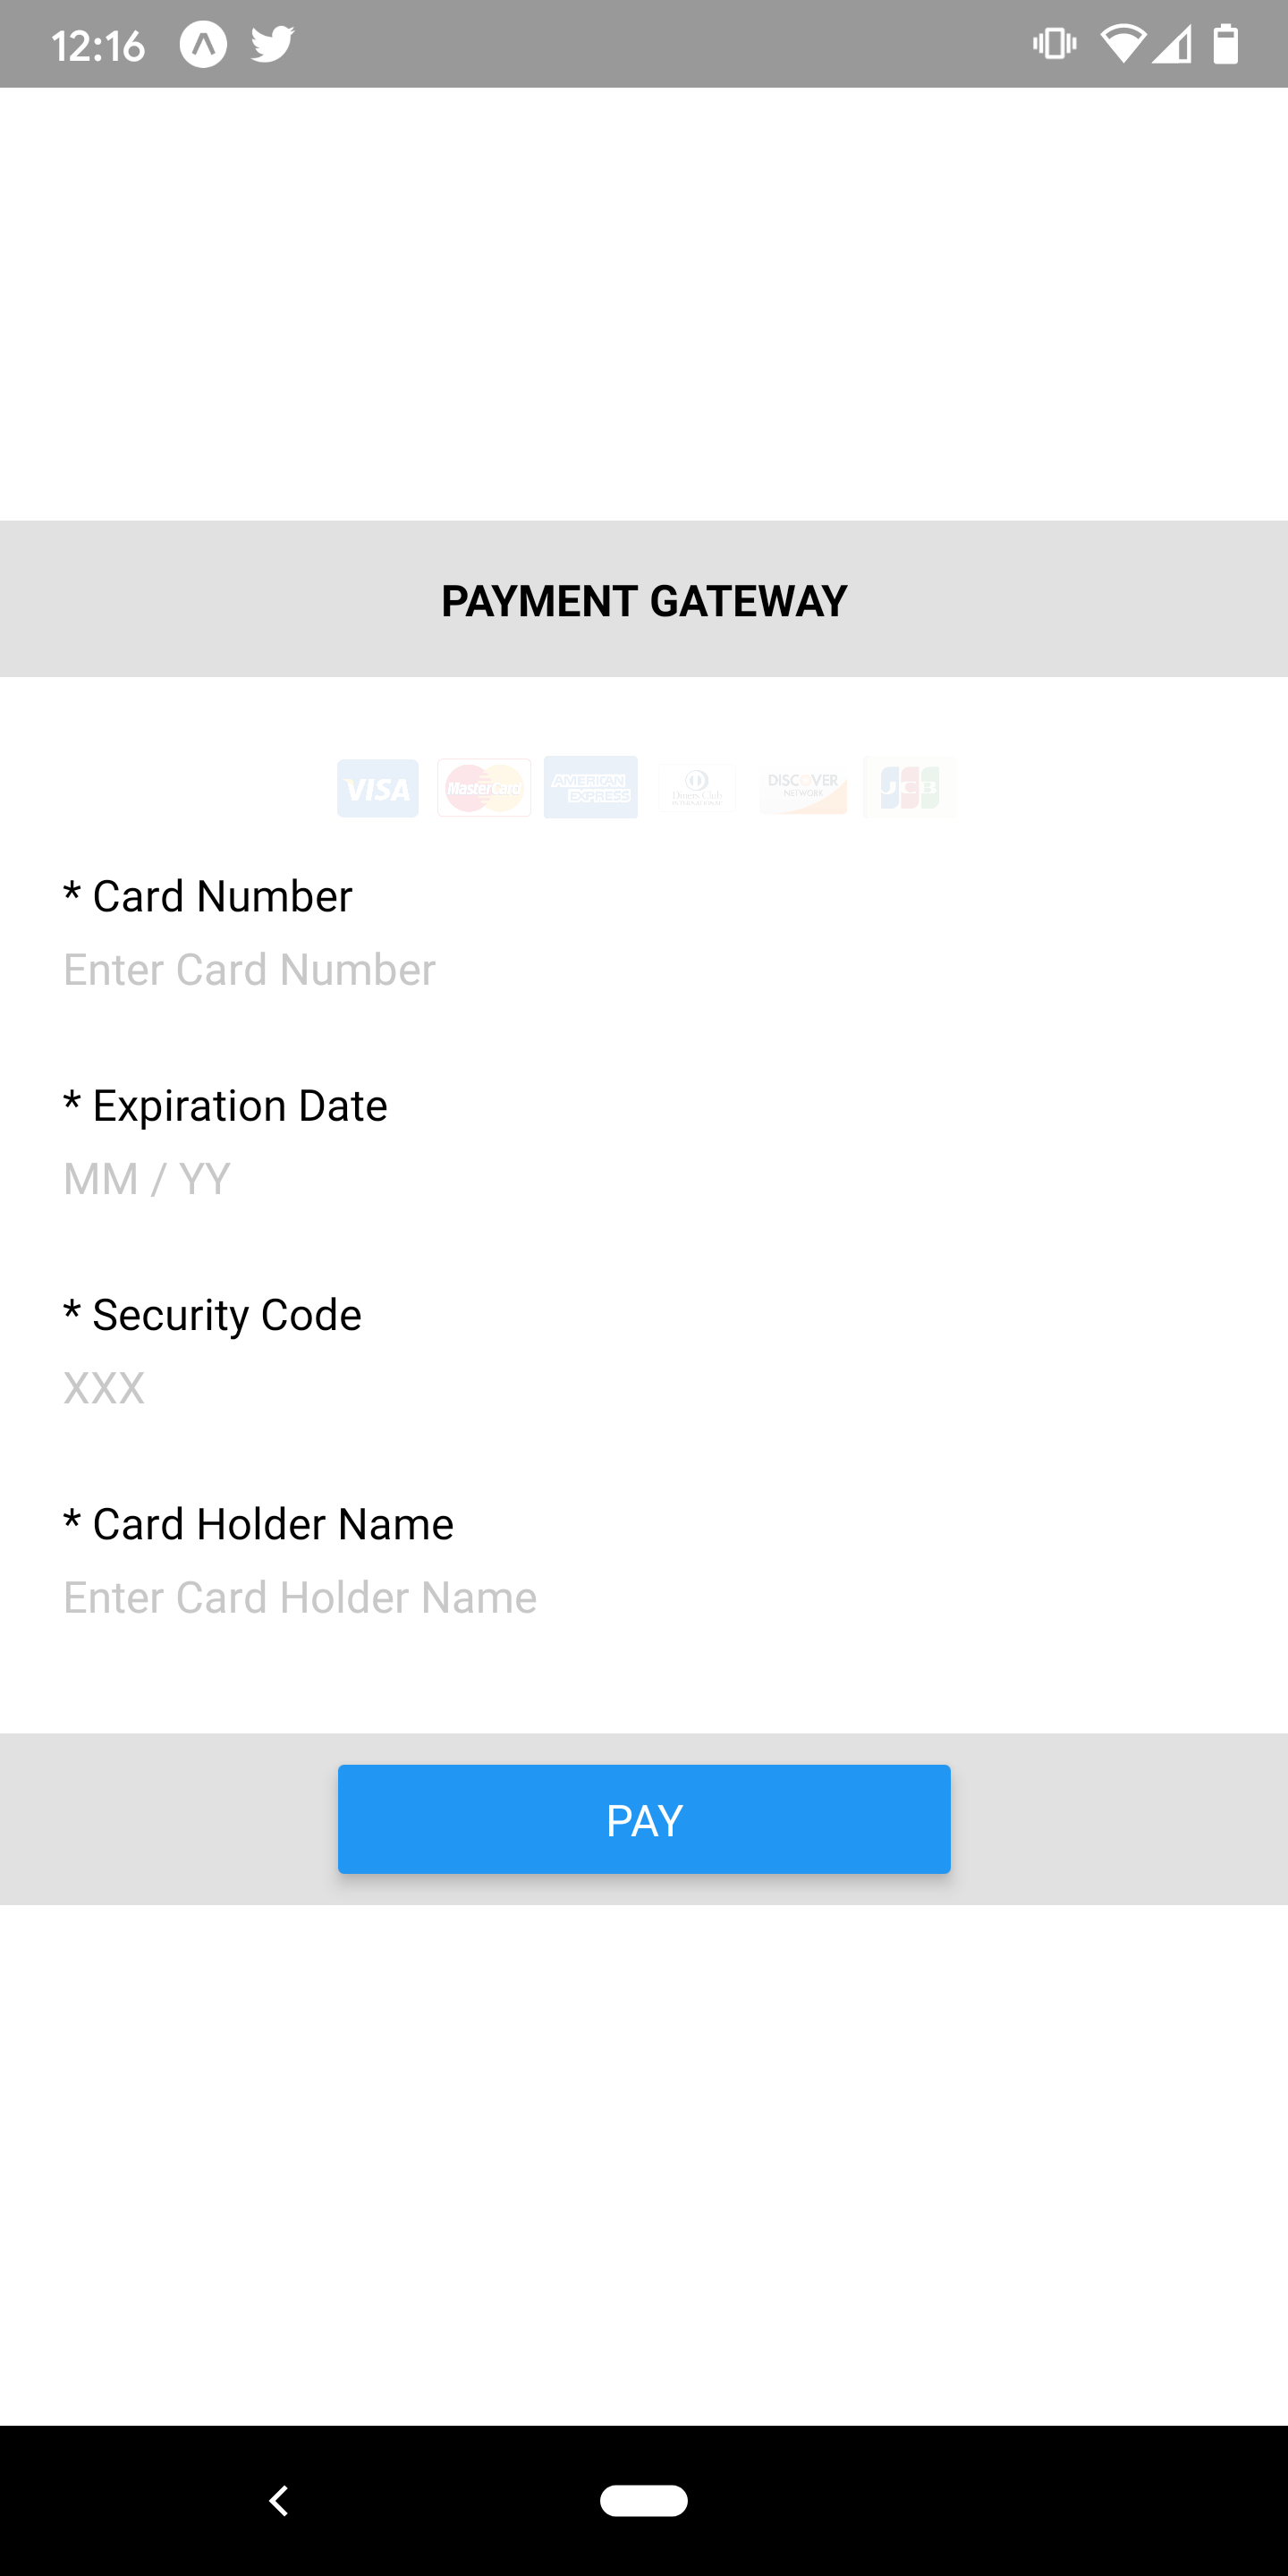 12:16
PAYMENT GATEWAY
VISA MasterCard AMERICAN EXPRESS Diners Club INTERNATIONAL DISCOVER NETWORK JCB
* Card Number
Enter Card Number
* Expiration Date
MM / YY
* Security Code
XXX
* Card Holder Name
Enter Card Holder Name
PAY